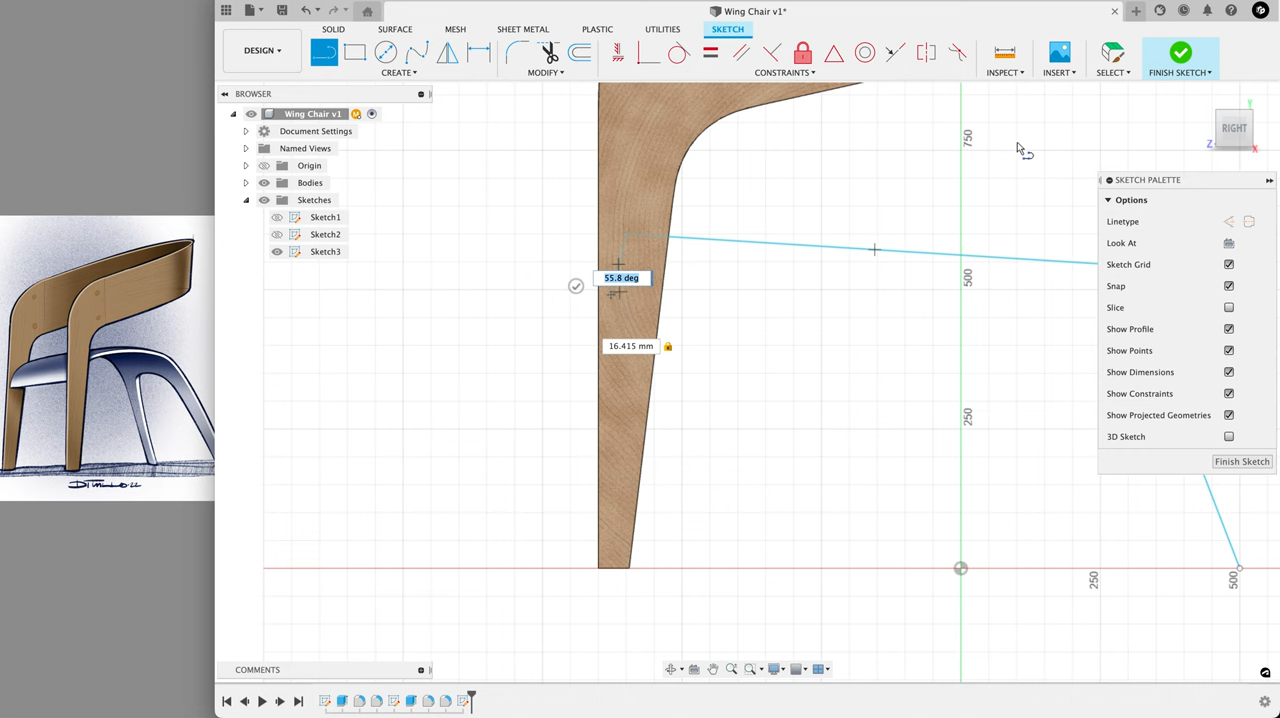 Wing Chair v1*
SOLID SURFACE MESH SHEET METAL PLASTIC UTILITIES SKETCH
DESIGN
CREATE MODIFY CONSTRAINTS INSPECT INSERT SELECT FINISH SKETCH
BROWSER
Wing Chair v1
Document Settings
Named Views
Origin
Bodies
Sketches
Sketch1
Sketch2
Sketch3
55.8 deg
16.415 mm
750
500
250
250
500
RIGHT
Y
Z
X
SKETCH PALETTE
Options
Linetype
Look At
Sketch Grid
Snap
Slice
Show Profile
Show Points
Show Dimensions
Show Constraints
Show Projected Geometries
3D Sketch
Finish Sketch
COMMENTS